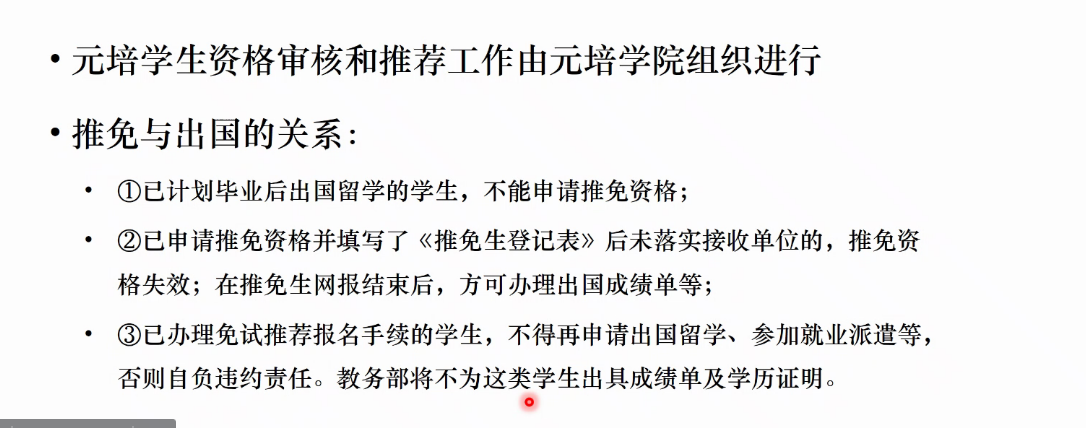 • 元培学生资格审核和推荐工作由元培学院组织进行
• 推免与出国的关系：
• ①已计划毕业后出国留学的学生，不能申请推免资格；
• ②已申请推免资格并填写了《推免生登记表》后未落实接收单位的，推免资
格失效；在推免生网报结束后，方可办理出国成绩单等；
• ③已办理免试推荐报名手续的学生，不得再申请出国留学、参加就业派遣等，
否则自负违约责任。教务部将不为这类学生出具成绩单及学历证明。